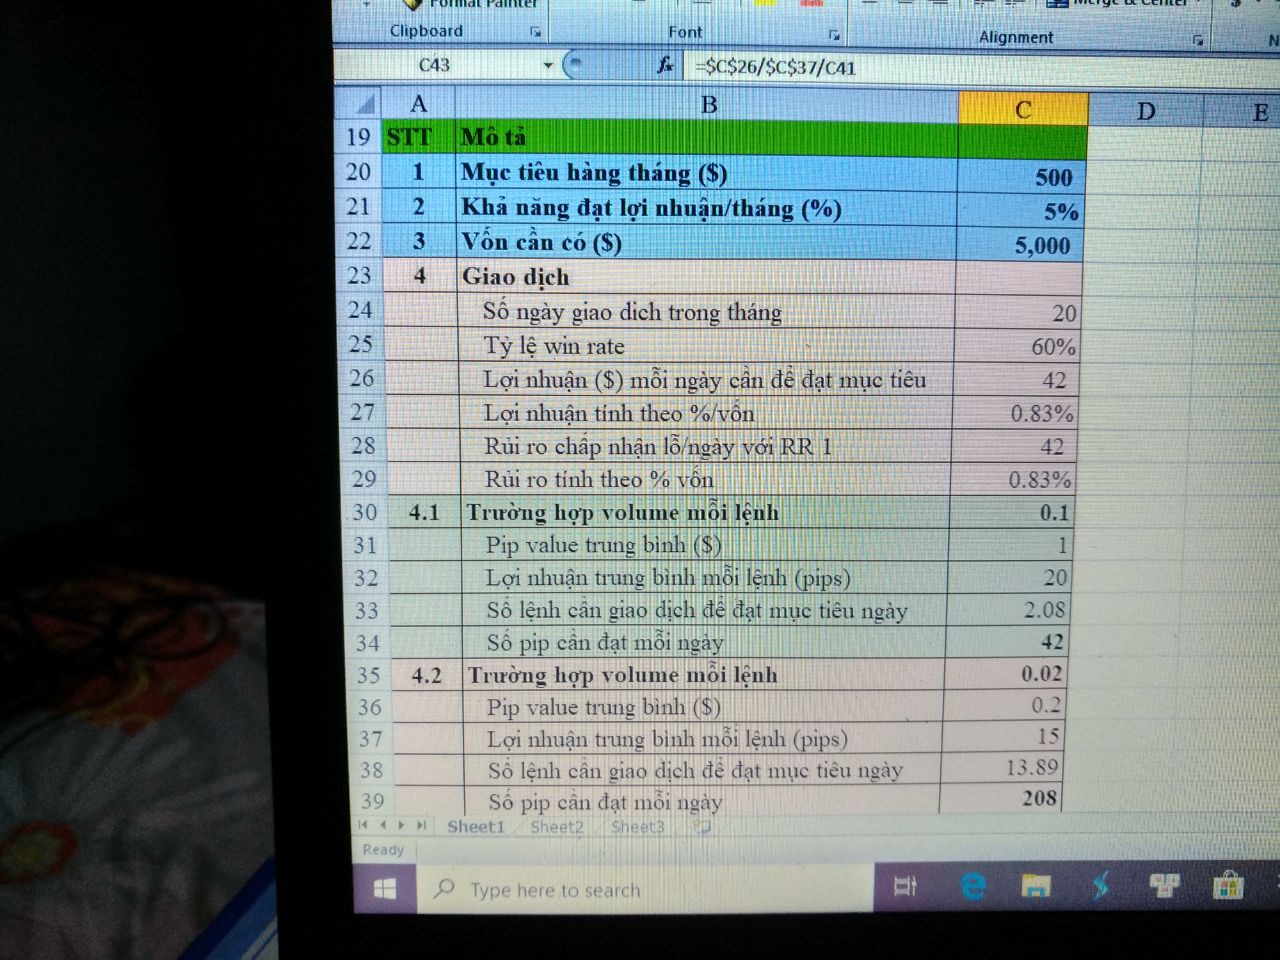 Format Painter
Merge & Center
Clipboard Font Alignment
C43 =$C$26/$C$37/C41
A B C D E
19 STT Mô tả
20 1 Mục tiêu hàng tháng ($) 500
21 2 Khả năng đạt lợi nhuận/tháng (%) 5%
22 3 Vốn cần có ($) 5,000
23 4 Giao dịch
24 Số ngày giao dich trong tháng 20
25 Tỷ lệ win rate 60%
26 Lợi nhuận ($) mỗi ngày cần để đạt mục tiêu 42
27 Lợi nhuận tính theo %/vốn 0.83%
28 Rủi ro chấp nhận lỗ/ngày với RR 1 42
29 Rủi ro tính theo % vốn 0.83%
30 4.1 Trường hợp volume mỗi lệnh 0.1
31 Pip value trung bình ($) 1
32 Lợi nhuận trung bình mỗi lệnh (pips) 20
33 Số lệnh cần giao dịch để đạt mục tiêu ngày 2.08
34 Số pip cần đạt mỗi ngày 42
35 4.2 Trường hợp volume mỗi lệnh 0.02
36 Pip value trung bình ($) 0.2
37 Lợi nhuận trung bình mỗi lệnh (pips) 15
38 Số lệnh cần giao dịch để đạt mục tiêu ngày 13.89
39 Số pip cần đạt mỗi ngày 208
Sheet1 Sheet2 Sheet3
Ready
Type here to search